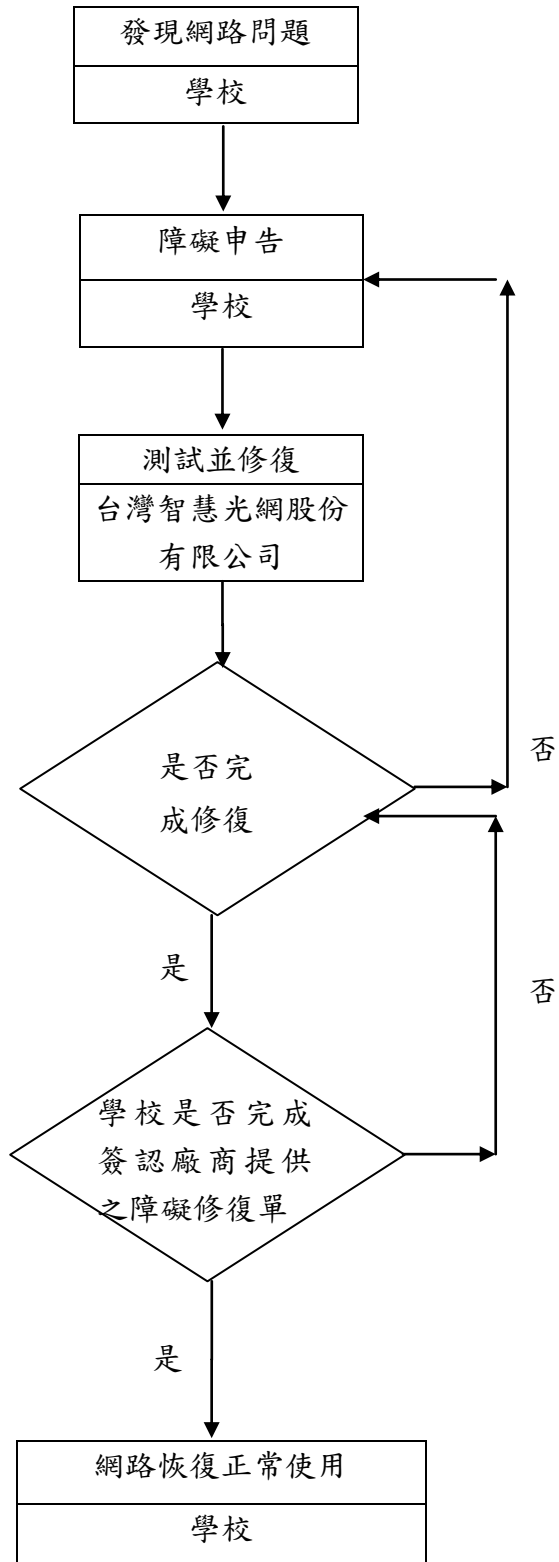 發現網路問題
學校
障礙申告
學校
測試並修復
台灣智慧光網股份
有限公司
是否完
成修復
否
是
否
學校是否完成
簽認廠商提供
之障礙修復單
是
網路恢復正常使用
學校